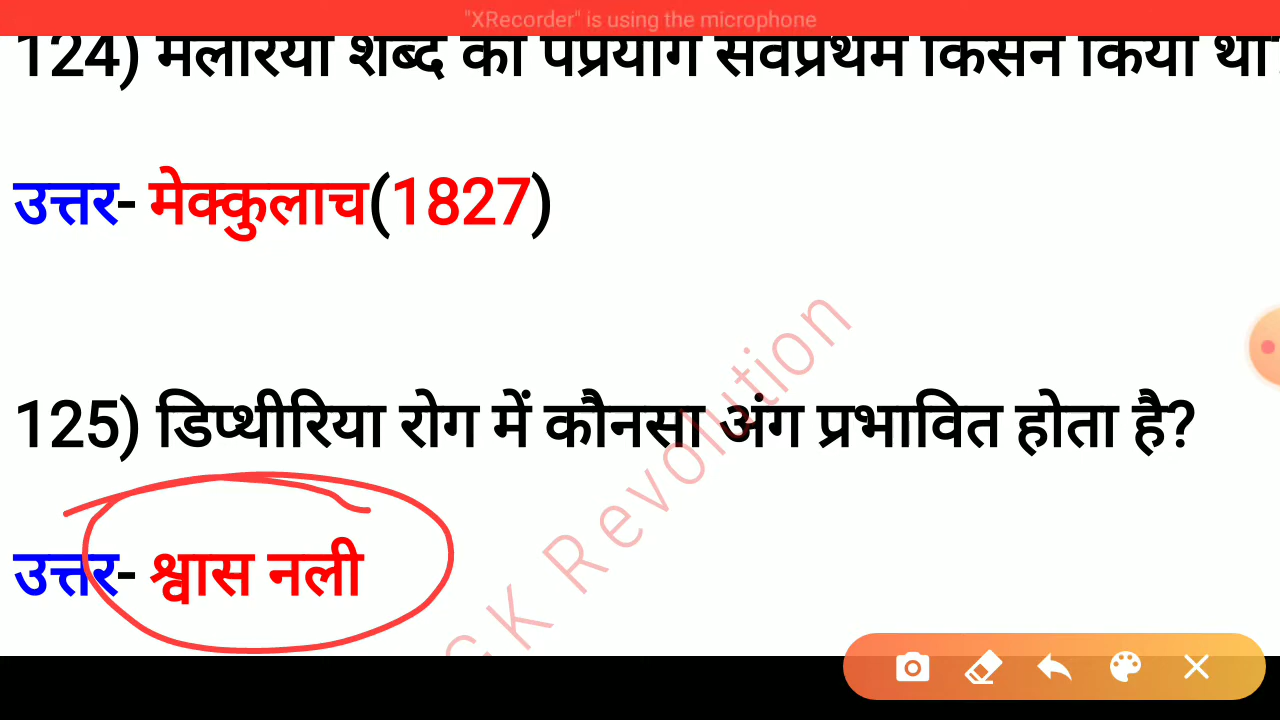 "XRecorder" is using the microphone
124) मलेरिया शब्द का पप्रयोग सर्वप्रथम किसने किया था?
उत्तर- मेक्कुलाच(1827)
125) डिप्थीरिया रोग में कौनसा अंग प्रभावित होता है?
उत्तर- श्वास नली
GK Revolution